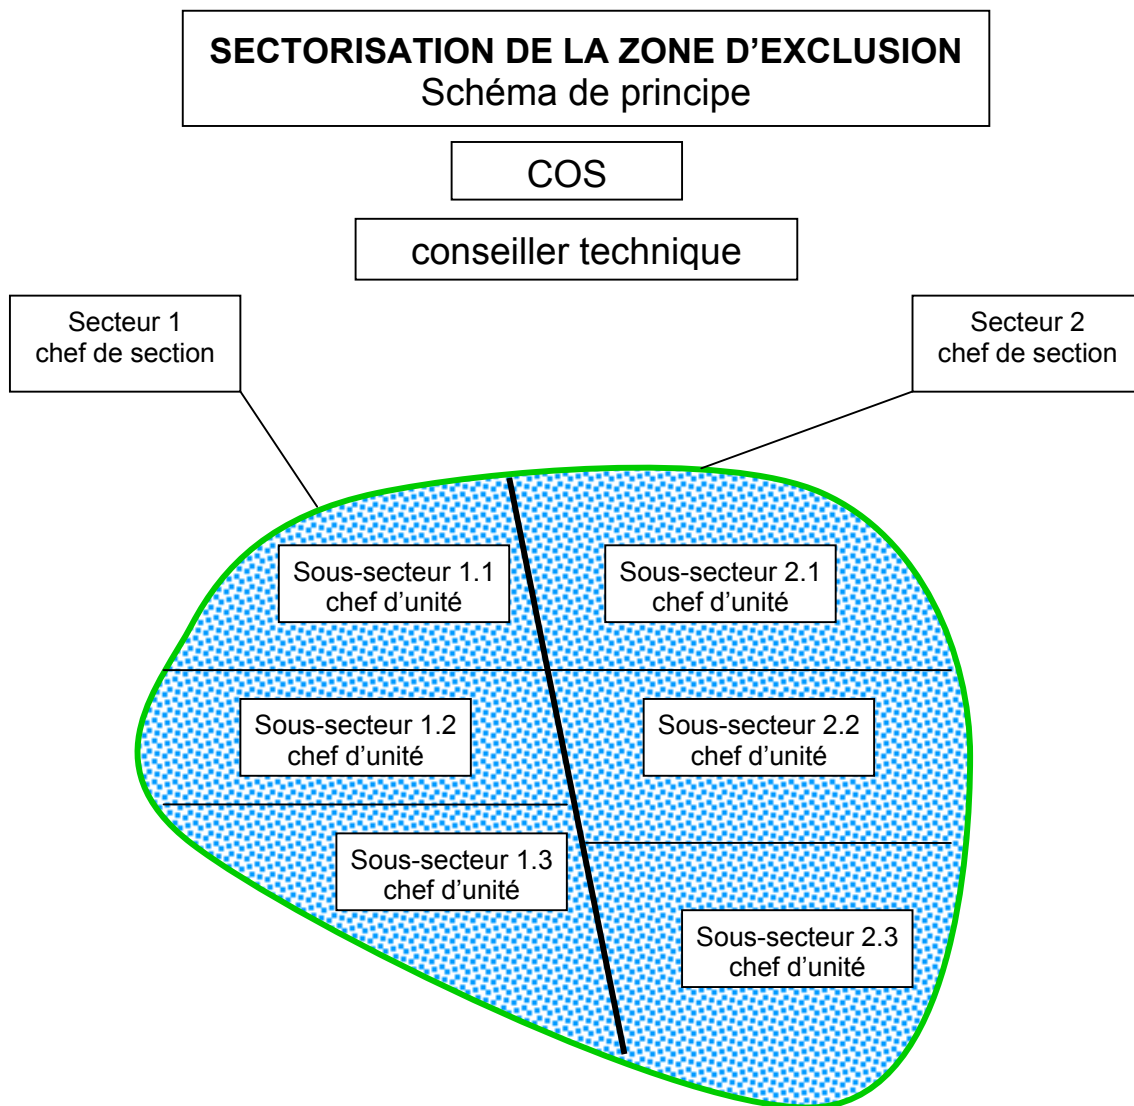 SECTORISATION DE LA ZONE D’EXCLUSION
Schéma de principe
COS
conseiller technique
Secteur 1
chef de section
Secteur 2
chef de section
Sous-secteur 1.1
chef d’unité
Sous-secteur 2.1
chef d’unité
Sous-secteur 1.2
chef d’unité
Sous-secteur 2.2
chef d’unité
Sous-secteur 1.3
chef d’unité
Sous-secteur 2.3
chef d’unité